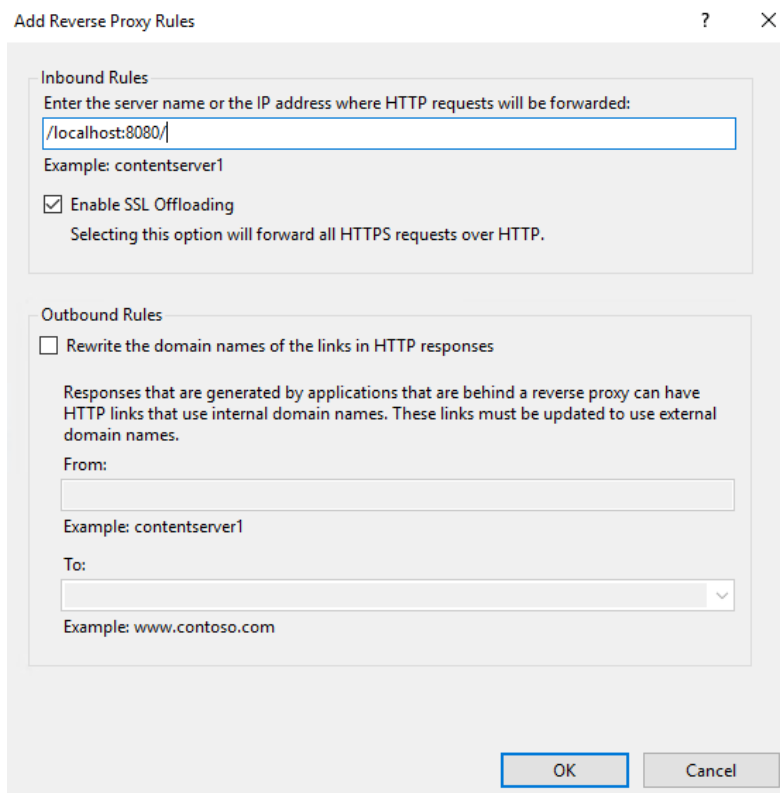 Add Reverse Proxy Rules
?
Inbound Rules
Enter the server name or the IP address where HTTP requests will be forwarded:
/localhost:8080/
Example: contentserver1
Enable SSL Offloading
Selecting this option will forward all HTTPS requests over HTTP.
Outbound Rules
Rewrite the domain names of the links in HTTP responses
Responses that are generated by applications that are behind a reverse proxy can have
HTTP links that use internal domain names. These links must be updated to use external
domain names.
From:
Example: contentserver1
To:
Example: www.contoso.com
OK
Cancel